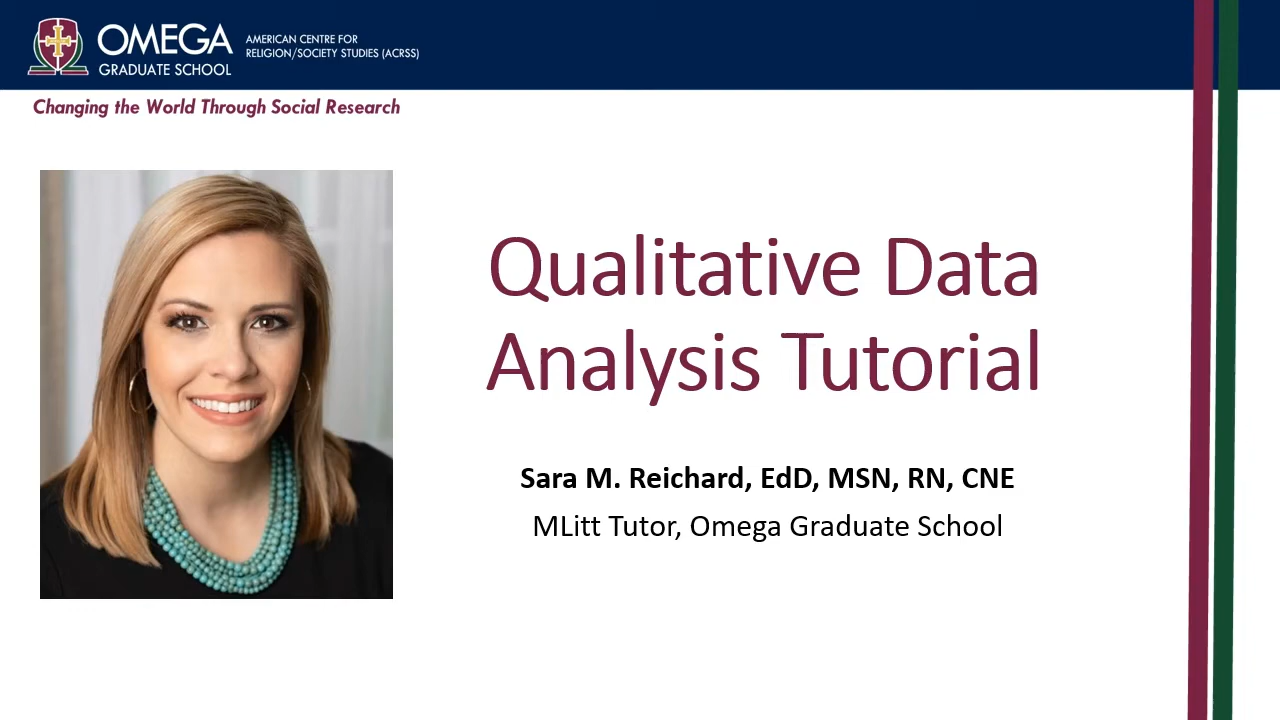 OMEGA
GRADUATE SCHOOL
AMERICAN CENTRE FOR
RELIGION/SOCIETY STUDIES (ACRSS)
Changing the World Through Social Research
Qualitative Data
Analysis Tutorial
Sara M. Reichard, EdD, MSN, RN, CNE
MLitt Tutor, Omega Graduate School